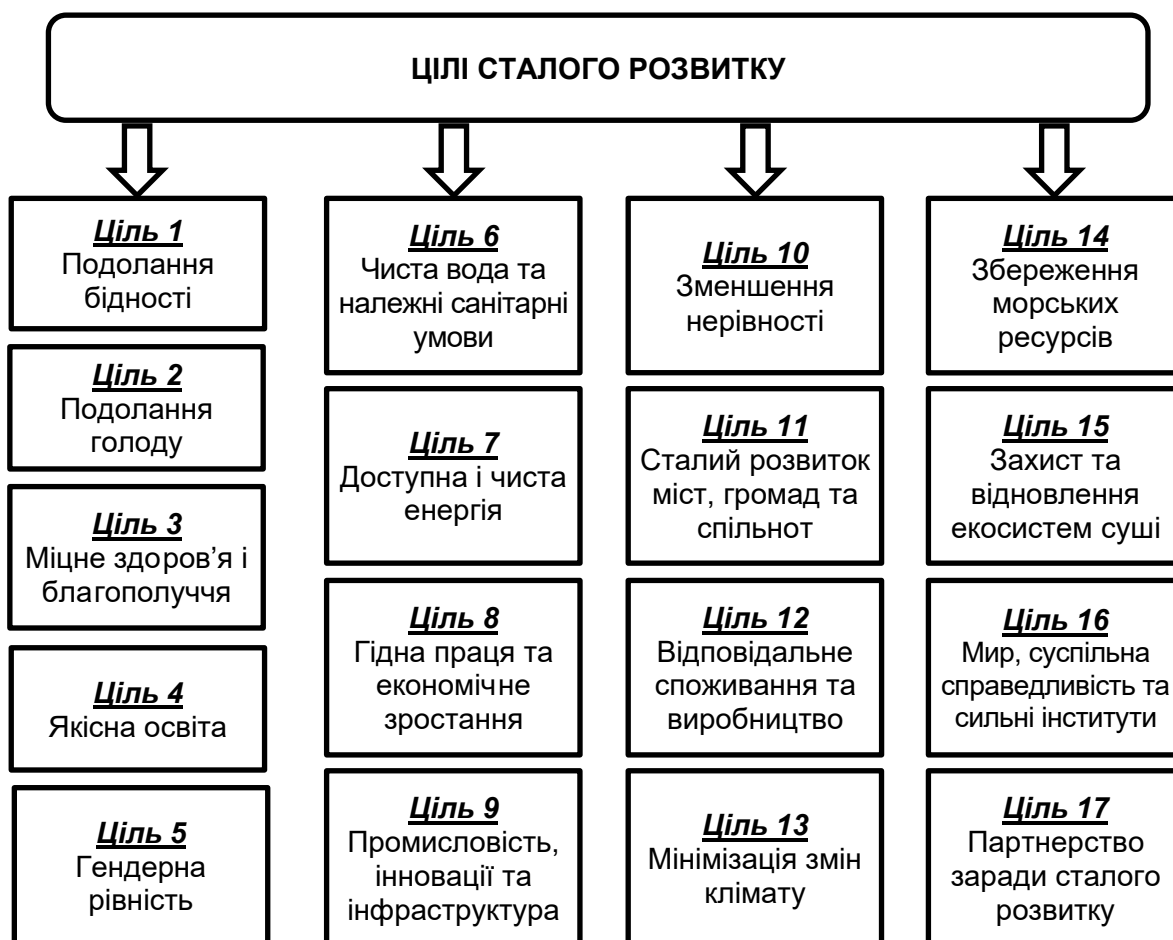 ЦІЛІ СТАЛОГО РОЗВИТКУ
Ціль 1
Подолання
бідності
Ціль 2
Подолання
голоду
Ціль 3
Міцне здоров’я і
благополуччя
Ціль 4
Якісна освіта
Ціль 5
Гендерна
рівність
Ціль 6
Чиста вода та
належні санітарні
умови
Ціль 7
Доступна і чиста
енергія
Ціль 8
Гідна праця та
економічне
зростання
Ціль 9
Промисловість,
інновації та
інфраструктура
Ціль 10
Зменшення
нерівності
Ціль 11
Сталий розвиток
міст, громад та
спільнот
Ціль 12
Відповідальне
споживання та
виробництво
Ціль 13
Мінімізація змін
клімату
Ціль 14
Збереження
морських
ресурсів
Ціль 15
Захист та
відновлення
екосистем суші
Ціль 16
Мир, суспільна
справедливість та
сильні інститути
Ціль 17
Партнерство
заради сталого
розвитку